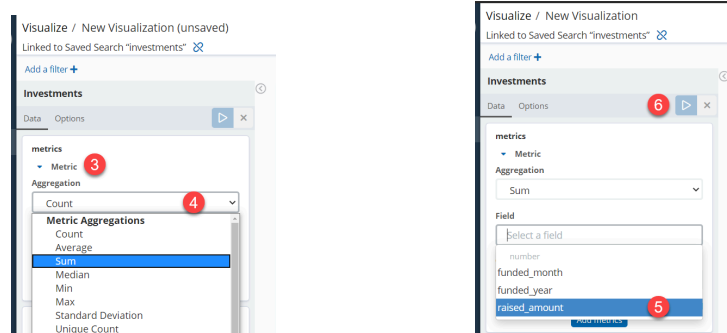 Visualize / New Visualization (unsaved)
Linked to Saved Search "investments"
Add a filter +
Investments
Data Options
metrics
Metric 3
Aggregation
Count 4
Metric Aggregations
Count
Average
Sum
Median
Min
Max
Standard Deviation
Unique Count
Visualize / New Visualization
Linked to Saved Search "investments"
Add a filter +
Investments
Data Options 6
metrics
Metric
Aggregation
Sum
Field
Select a field
number
funded_month
funded_year
raised_amount 5
Add metrics